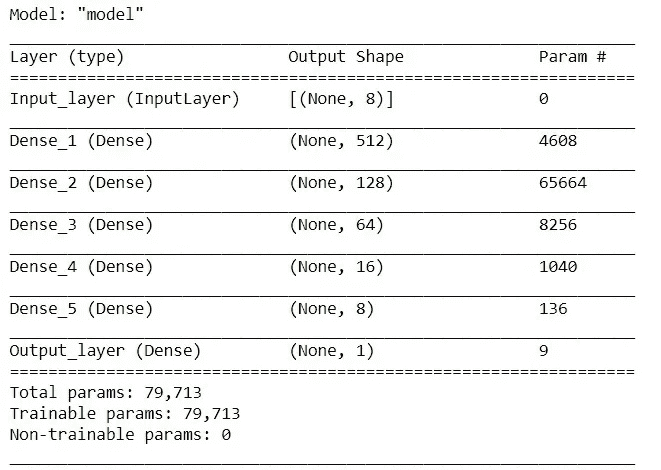 Model: "model"
Layer (type) Output Shape Param #
Input_layer (InputLayer) [(None, 8)] 0
Dense_1 (Dense) (None, 512) 4608
Dense_2 (Dense) (None, 128) 65664
Dense_3 (Dense) (None, 64) 8256
Dense_4 (Dense) (None, 16) 1040
Dense_5 (Dense) (None, 8) 136
Output_layer (Dense) (None, 1) 9
Total params: 79,713
Trainable params: 79,713
Non-trainable params: 0